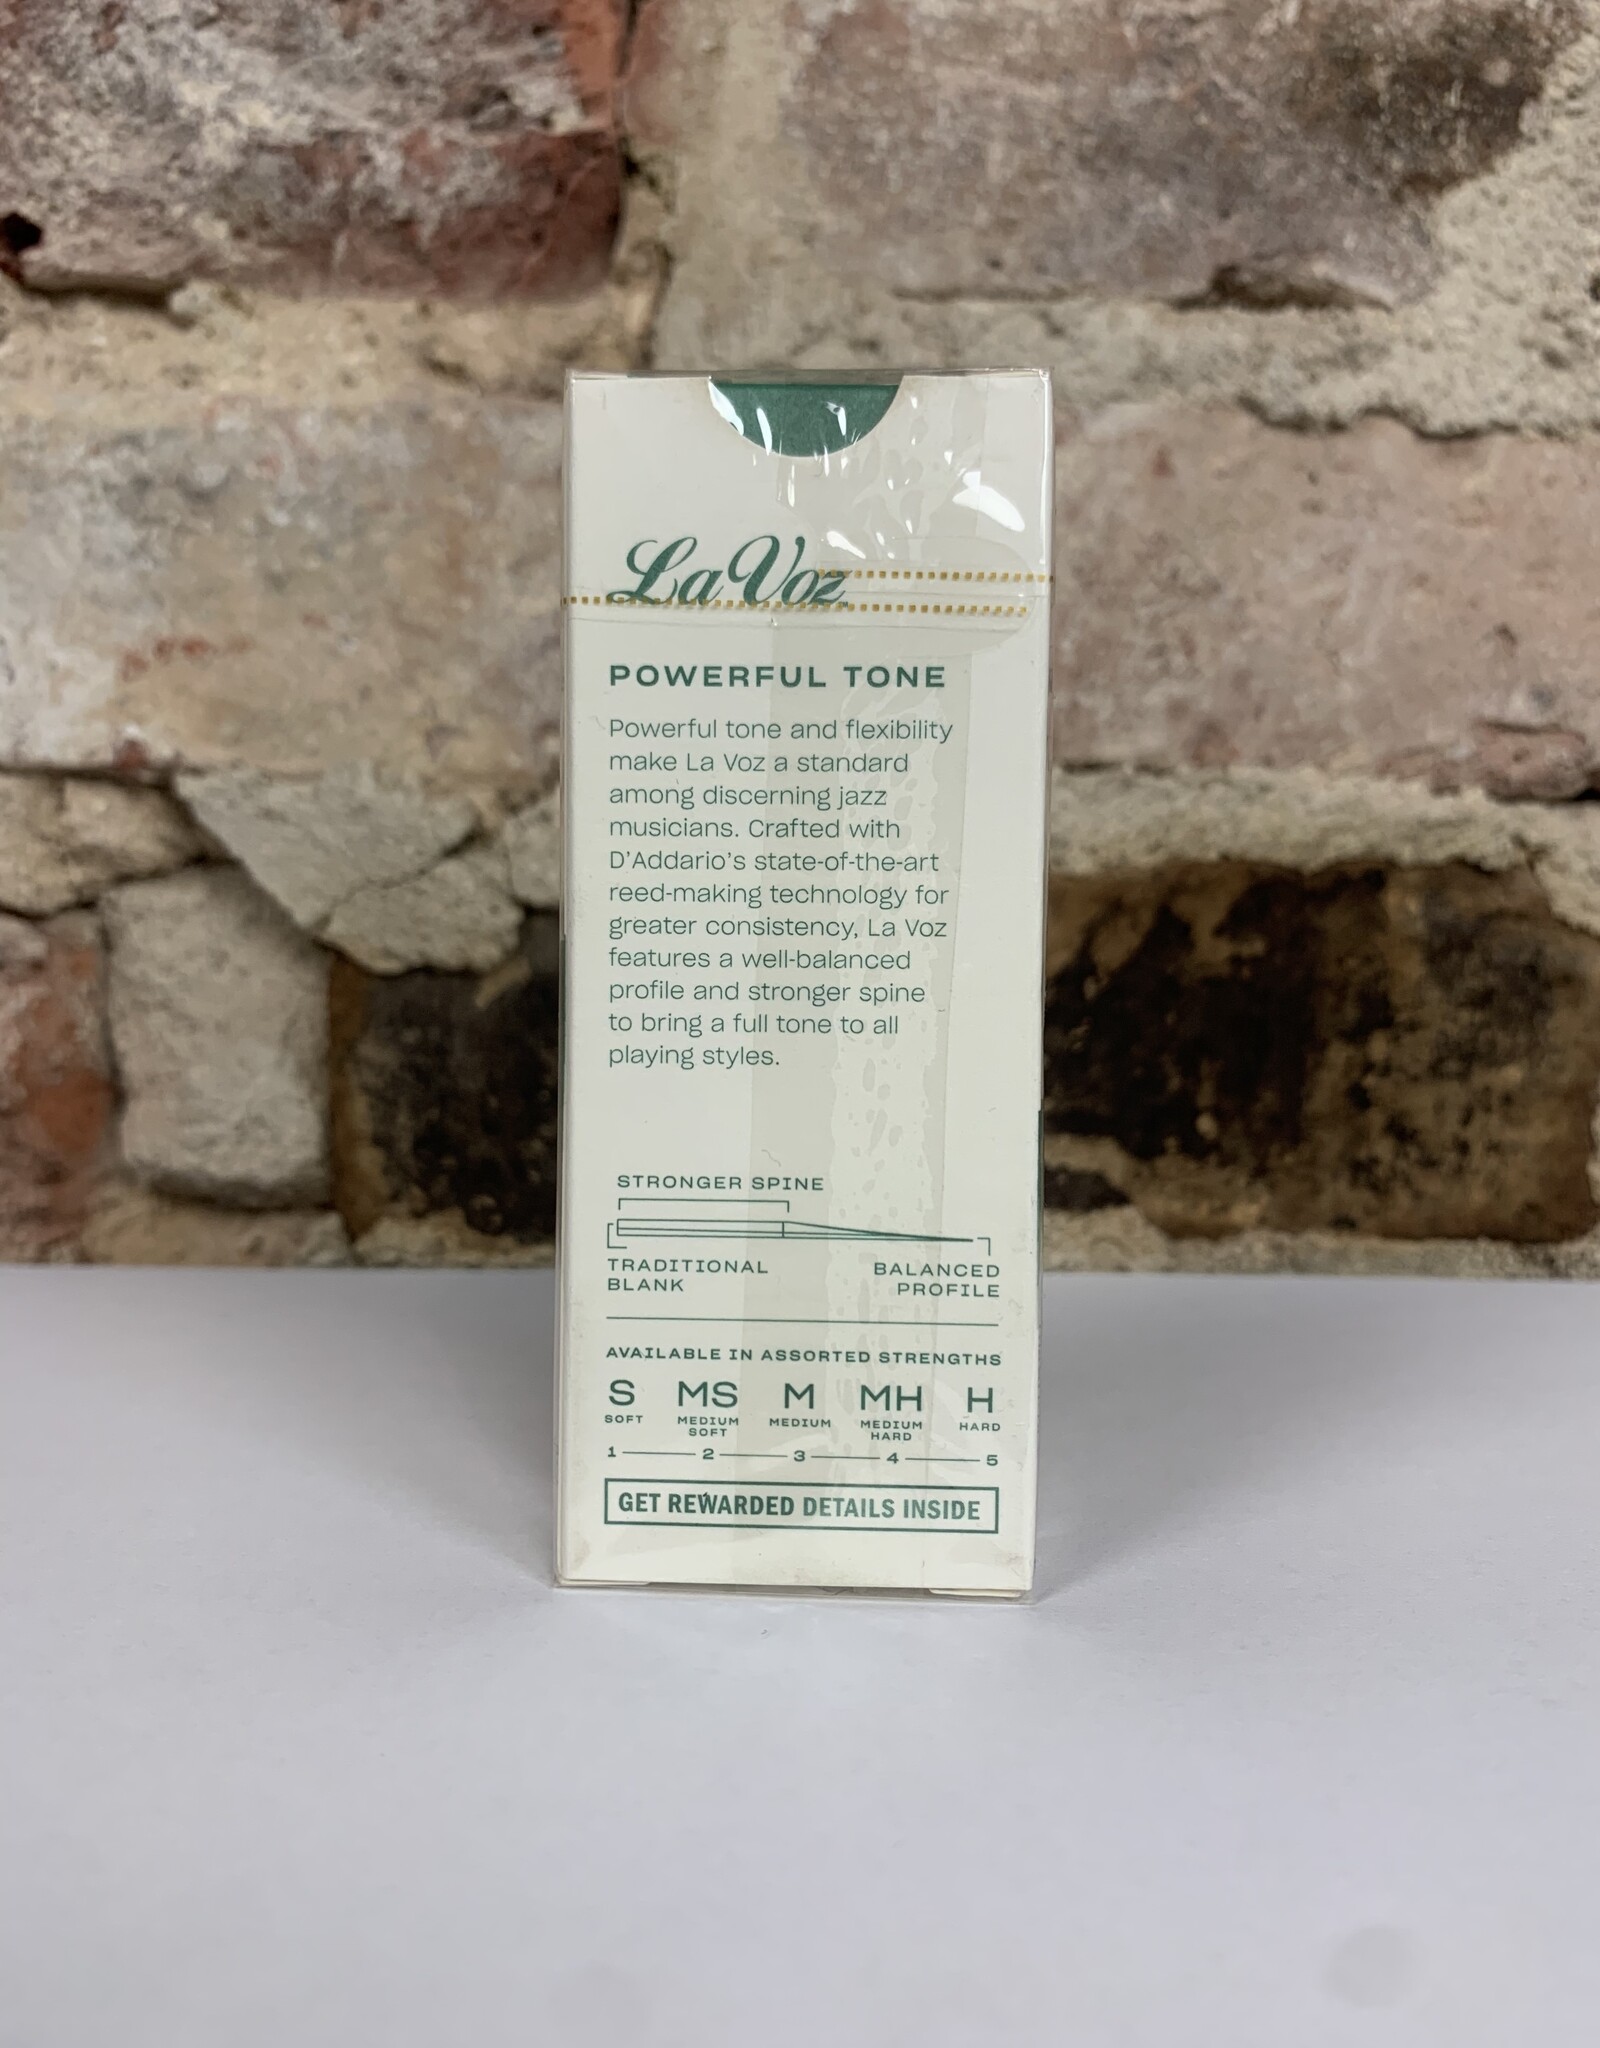 La Voz
POWERFUL TONE
Powerful tone and flexibility
make La Voz a standard
among discerning jazz
musicians. Crafted with
D'Addario's state-of-the-art
reed-making technology for
greater consistency, La Voz
features a well-balanced
profile and stronger spine
to bring a full tone to all
playing styles.
STRONGER SPINE
TRADITIONAL BLANK
BALANCED PROFILE
AVAILABLE IN ASSORTED STRENGTHS
S MS M MH H
SOFT MEDIUM SOFT MEDIUM MEDIUM HARD HARD
1 2 3 4 5
GET REWARDED DETAILS INSIDE